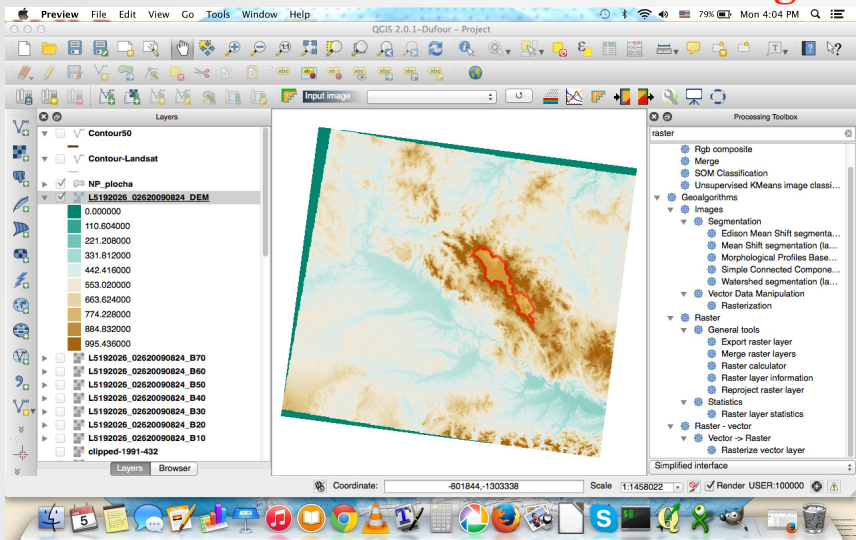 Preview File Edit View Go Tools Window Help 79% Mon 4:04 PM
QGIS 2.0.1-Dufour - Project
Input image
Layers
Contour50
Contour-Landsat
NP_plocha
L5192026_02620090824_DEM
0.000000
110.604000
221.208000
331.812000
442.416000
553.020000
663.624000
774.228000
884.832000
995.436000
L5192026_02620090824_B70
L5192026_02620090824_B60
L5192026_02620090824_B50
L5192026_02620090824_B40
L5192026_02620090824_B30
L5192026_02620090824_B20
L5192026_02620090824_B10
clipped-1991-432
Layers Browser
Processing Toolbox
raster
Rgb composite
Merge
SOM Classification
Unsupervised KMeans image classi...
Geoalgorithms
Images
Segmentation
Edison Mean Shift segmenta...
Mean Shift segmentation (la...
Morphological Profiles Base...
Simple Connected Compone...
Watershed segmentation (la...
Vector Data Manipulation
Rasterization
Raster
General tools
Export raster layer
Merge raster layers
Raster calculator
Raster layer information
Reproject raster layer
Statistics
Raster layer statistics
Raster - vector
Vector -> Raster
Rasterize vector layer
Simplified interface
Coordinate: -801844,-1303338 Scale 1:1458022 Render USER:100000
5